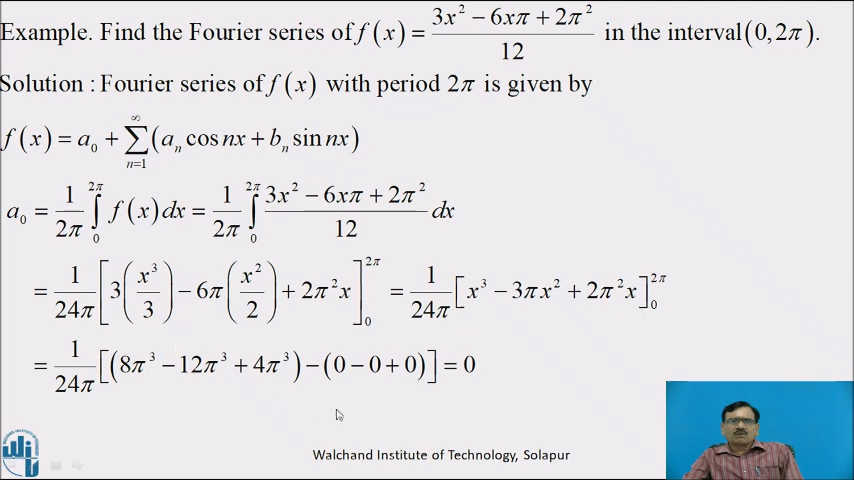 Example. Find the Fourier series of f(x) = (3x² − 6xπ + 2π²)/12 in the interval (0, 2π).
Solution : Fourier series of f(x) with period 2π is given by
f(x) = a₀ + ∑_{n=1}^{∞} (aₙ cos nx + bₙ sin nx)
a₀ = 1/2π ∫₀^{2π} f(x) dx = 1/2π ∫₀^{2π} (3x² − 6xπ + 2π²)/12 dx
= 1/24π [3(x³/3) − 6π(x²/2) + 2π²x]₀^{2π} = 1/24π [x³ − 3πx² + 2π²x]₀^{2π}
= 1/24π [(8π³ − 12π³ + 4π³) − (0 − 0 + 0)] = 0
Walchand Institute of Technology, Solapur